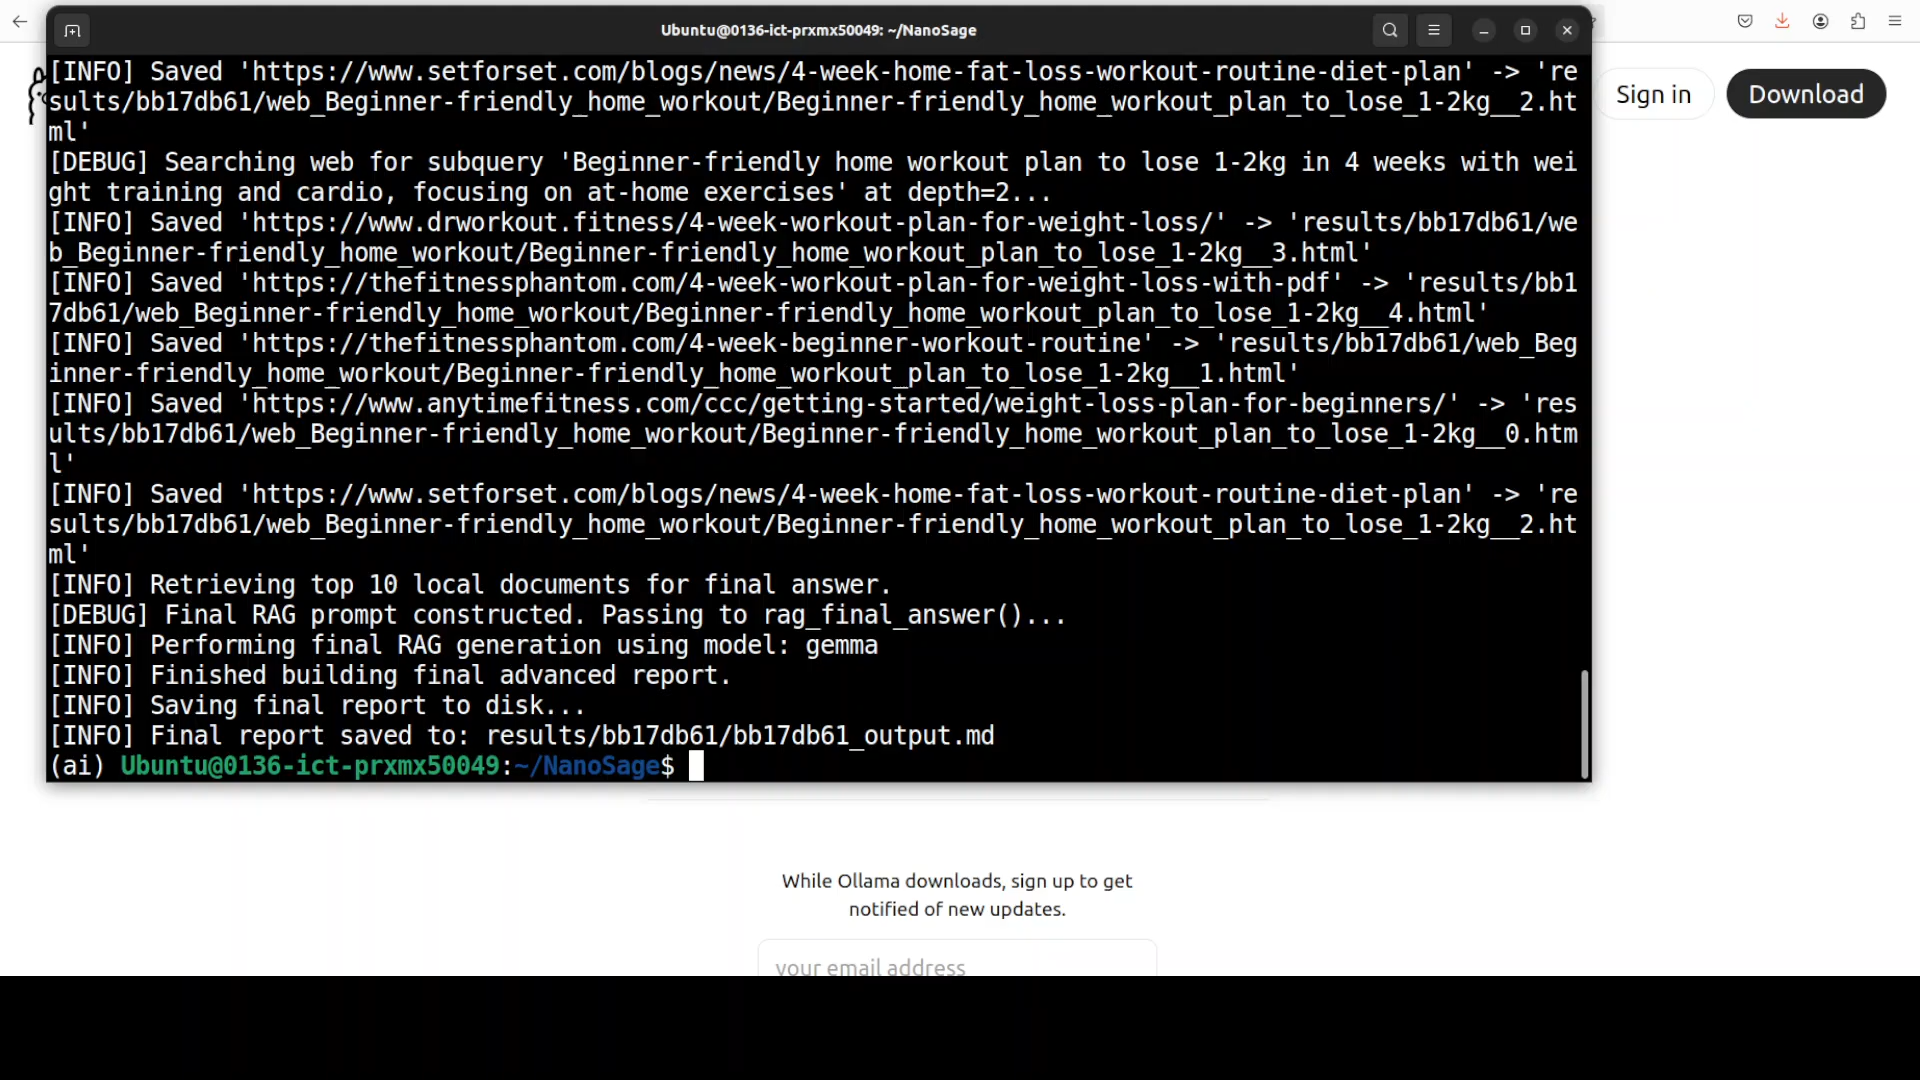 Ubuntu@0136-ict-prxmx50049: ~/NanoSage
[INFO] Saved 'https://www.setforset.com/blogs/news/4-week-home-fat-loss-workout-routine-diet-plan' -> 're
sults/bb17db61/web_Beginner-friendly_home_workout/Beginner-friendly_home_workout_plan_to_lose_1-2kg__2.ht
ml'
[DEBUG] Searching web for subquery 'Beginner-friendly home workout plan to lose 1-2kg in 4 weeks with wei
ght training and cardio, focusing on at-home exercises' at depth=2...
[INFO] Saved 'https://www.drworkout.fitness/4-week-workout-plan-for-weight-loss/' -> 'results/bb17db61/we
b_Beginner-friendly_home_workout/Beginner-friendly_home_workout_plan_to_lose_1-2kg__3.html'
[INFO] Saved 'https://thefitnessphantom.com/4-week-workout-plan-for-weight-loss-with-pdf' -> 'results/bb1
7db61/web_Beginner-friendly_home_workout/Beginner-friendly_home_workout_plan_to_lose_1-2kg__4.html'
[INFO] Saved 'https://thefitnessphantom.com/4-week-beginner-workout-routine' -> 'results/bb17db61/web_Beg
inner-friendly_home_workout/Beginner-friendly_home_workout_plan_to_lose_1-2kg__1.html'
[INFO] Saved 'https://www.anytimefitness.com/ccc/getting-started/weight-loss-plan-for-beginners/' -> 'res
ults/bb17db61/web_Beginner-friendly_home_workout/Beginner-friendly_home_workout_plan_to_lose_1-2kg__0.htm
l'
[INFO] Saved 'https://www.setforset.com/blogs/news/4-week-home-fat-loss-workout-routine-diet-plan' -> 're
sults/bb17db61/web_Beginner-friendly_home_workout/Beginner-friendly_home_workout_plan_to_lose_1-2kg__2.ht
ml'
[INFO] Retrieving top 10 local documents for final answer.
[DEBUG] Final RAG prompt constructed. Passing to rag_final_answer()...
[INFO] Performing final RAG generation using model: gemma
[INFO] Finished building final advanced report.
[INFO] Saving final report to disk...
[INFO] Final report saved to: results/bb17db61/bb17db61_output.md
(ai) Ubuntu@0136-ict-prxmx50049:~/NanoSage$
Sign in
Download
While Ollama downloads, sign up to get
notified of new updates.
your email address